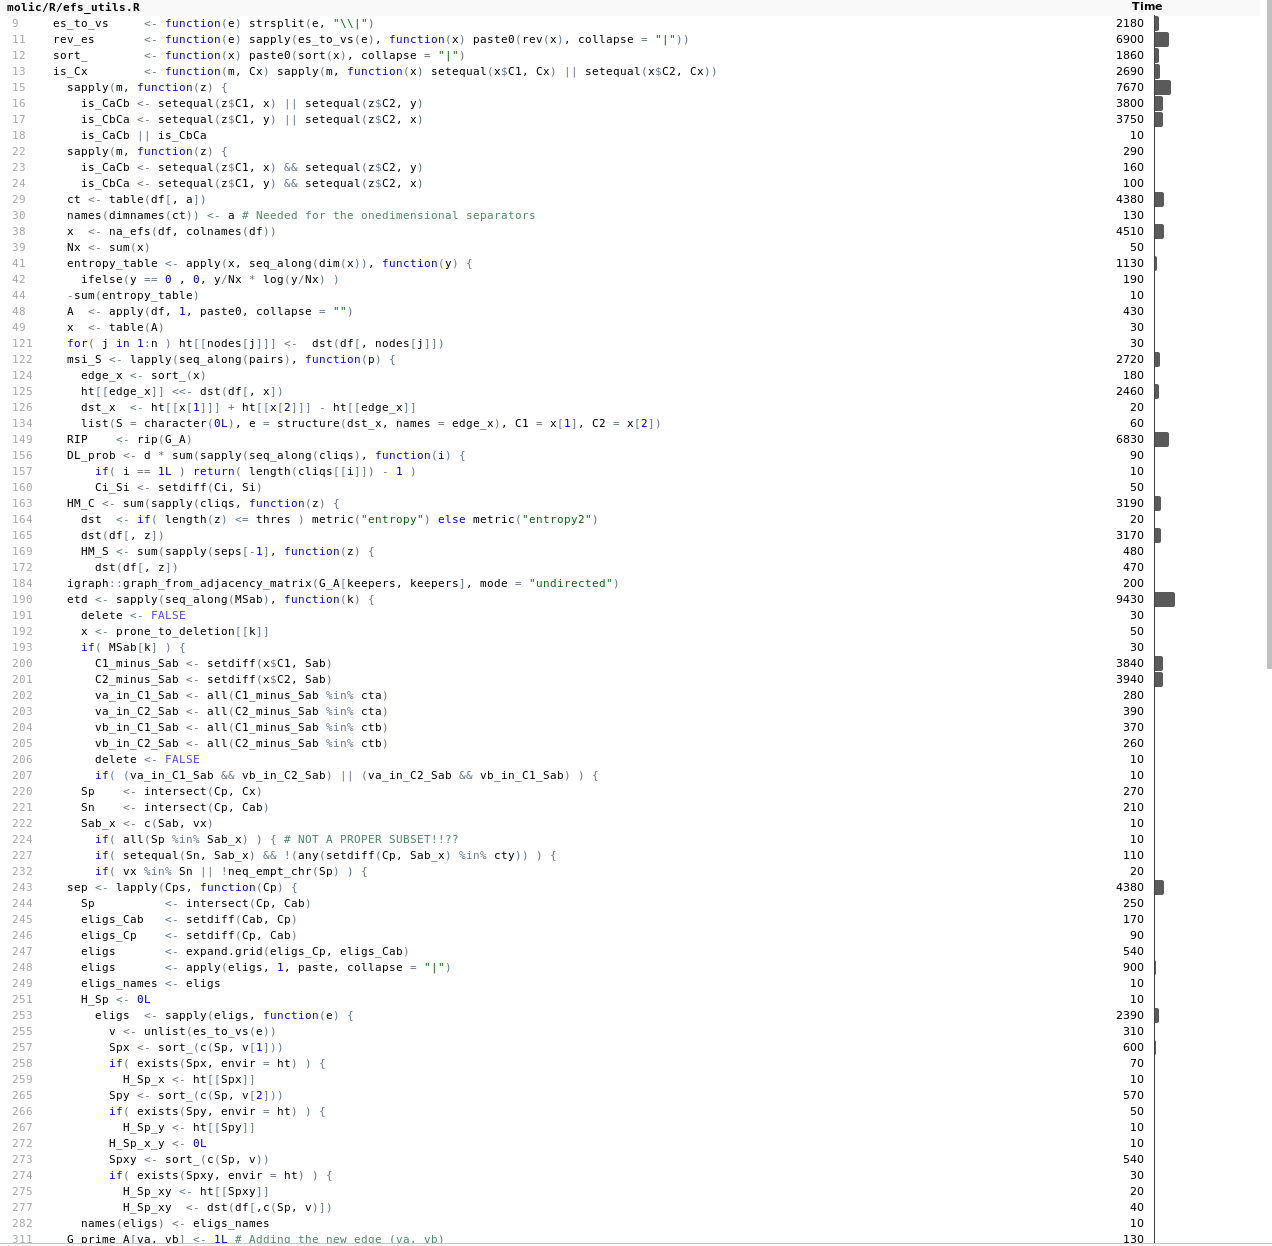 molic/R/efs_utils.R Time
9 es_to_vs <- function(e) strsplit(e, "\\|") 2180
11 rev_es <- function(e) sapply(es_to_vs(e), function(x) paste0(rev(x), collapse = "|")) 6900
12 sort_ <- function(x) paste0(sort(x), collapse = "|") 1860
13 is_Cx <- function(m, Cx) sapply(m, function(x) setequal(x$C1, Cx) || setequal(x$C2, Cx)) 2690
15 sapply(m, function(z) { 7670
16 is_CaCb <- setequal(z$C1, x) || setequal(z$C2, y) 3800
17 is_CbCa <- setequal(z$C1, y) || setequal(z$C2, x) 3750
18 is_CaCb || is_CbCa 10
22 sapply(m, function(z) { 290
23 is_CaCb <- setequal(z$C1, x) && setequal(z$C2, y) 160
24 is_CbCa <- setequal(z$C1, y) && setequal(z$C2, x) 100
29 ct <- table(df[, a]) 4380
30 names(dimnames(ct)) <- a # Needed for the onedimensional separators 130
38 x <- na_efs(df, colnames(df)) 4510
39 Nx <- sum(x) 50
41 entropy_table <- apply(x, seq_along(dim(x)), function(y) { 1130
42 ifelse(y == 0 , 0, y/Nx * log(y/Nx) ) 190
44 -sum(entropy_table) 10
48 A <- apply(df, 1, paste0, collapse = "") 430
49 x <- table(A) 30
121 for( j in 1:n ) ht[[nodes[j]]] <- dst(df[, nodes[j]]) 30
122 msi_S <- lapply(seq_along(pairs), function(p) { 2720
124 edge_x <- sort_(x) 180
125 ht[[edge_x]] <<- dst(df[, x]) 2460
126 dst_x <- ht[[x[1]]] + ht[[x[2]]] - ht[[edge_x]] 20
134 list(S = character(0L), e = structure(dst_x, names = edge_x), C1 = x[1], C2 = x[2]) 60
149 RIP <- rip(G_A) 6830
156 DL_prob <- d * sum(sapply(seq_along(cliqs), function(i) { 90
157 if( i == 1L ) return( length(cliqs[[i]]) - 1 ) 10
160 Ci_Si <- setdiff(Ci, Si) 50
163 HM_C <- sum(sapply(cliqs, function(z) { 3190
164 dst <- if( length(z) <= thres ) metric("entropy") else metric("entropy2") 20
165 dst(df[, z]) 3170
169 HM_S <- sum(sapply(seps[-1], function(z) { 480
172 dst(df[, z]) 470
184 igraph::graph_from_adjacency_matrix(G_A[keepers, keepers], mode = "undirected") 200
190 etd <- sapply(seq_along(MSab), function(k) { 9430
191 delete <- FALSE 30
192 x <- prone_to_deletion[[k]] 50
193 if( MSab[k] ) { 30
200 C1_minus_Sab <- setdiff(x$C1, Sab) 3840
201 C2_minus_Sab <- setdiff(x$C2, Sab) 3940
202 va_in_C1_Sab <- all(C1_minus_Sab %in% cta) 280
203 va_in_C2_Sab <- all(C2_minus_Sab %in% cta) 390
204 vb_in_C1_Sab <- all(C1_minus_Sab %in% ctb) 370
205 vb_in_C2_Sab <- all(C2_minus_Sab %in% ctb) 260
206 delete <- FALSE 10
207 if( (va_in_C1_Sab && vb_in_C2_Sab) || (va_in_C2_Sab && vb_in_C1_Sab) ) { 10
220 Sp <- intersect(Cp, Cx) 270
221 Sn <- intersect(Cp, Cab) 210
222 Sab_x <- c(Sab, vx) 10
224 if( all(Sp %in% Sab_x) ) { # NOT A PROPER SUBSET!!?? 10
227 if( setequal(Sn, Sab_x) && !(any(setdiff(Cp, Sab_x) %in% cty)) ) { 110
232 if( vx %in% Sn || !neq_empt_chr(Sp) ) { 20
243 sep <- lapply(Cps, function(Cp) { 4380
244 Sp <- intersect(Cp, Cab) 250
245 eligs_Cab <- setdiff(Cab, Cp) 170
246 eligs_Cp <- setdiff(Cp, Cab) 90
247 eligs <- expand.grid(eligs_Cp, eligs_Cab) 540
248 eligs <- apply(eligs, 1, paste, collapse = "|") 900
249 eligs_names <- eligs 10
251 H_Sp <- 0L 10
253 eligs <- sapply(eligs, function(e) { 2390
255 v <- unlist(es_to_vs(e)) 310
257 Spx <- sort_(c(Sp, v[1])) 600
258 if( exists(Spx, envir = ht) ) { 70
259 H_Sp_x <- ht[[Spx]] 10
265 Spy <- sort_(c(Sp, v[2])) 570
266 if( exists(Spy, envir = ht) ) { 50
267 H_Sp_y <- ht[[Spy]] 10
272 H_Sp_x_y <- 0L 10
273 Spxy <- sort_(c(Sp, v)) 540
274 if( exists(Spxy, envir = ht) ) { 30
275 H_Sp_xy <- ht[[Spxy]] 20
277 H_Sp_xy <- dst(df[,c(Sp, v)]) 40
282 names(eligs) <- eligs_names 10
311 G_prime_A[va, vb] <- 1L # Adding the new edge (va, vb) 130